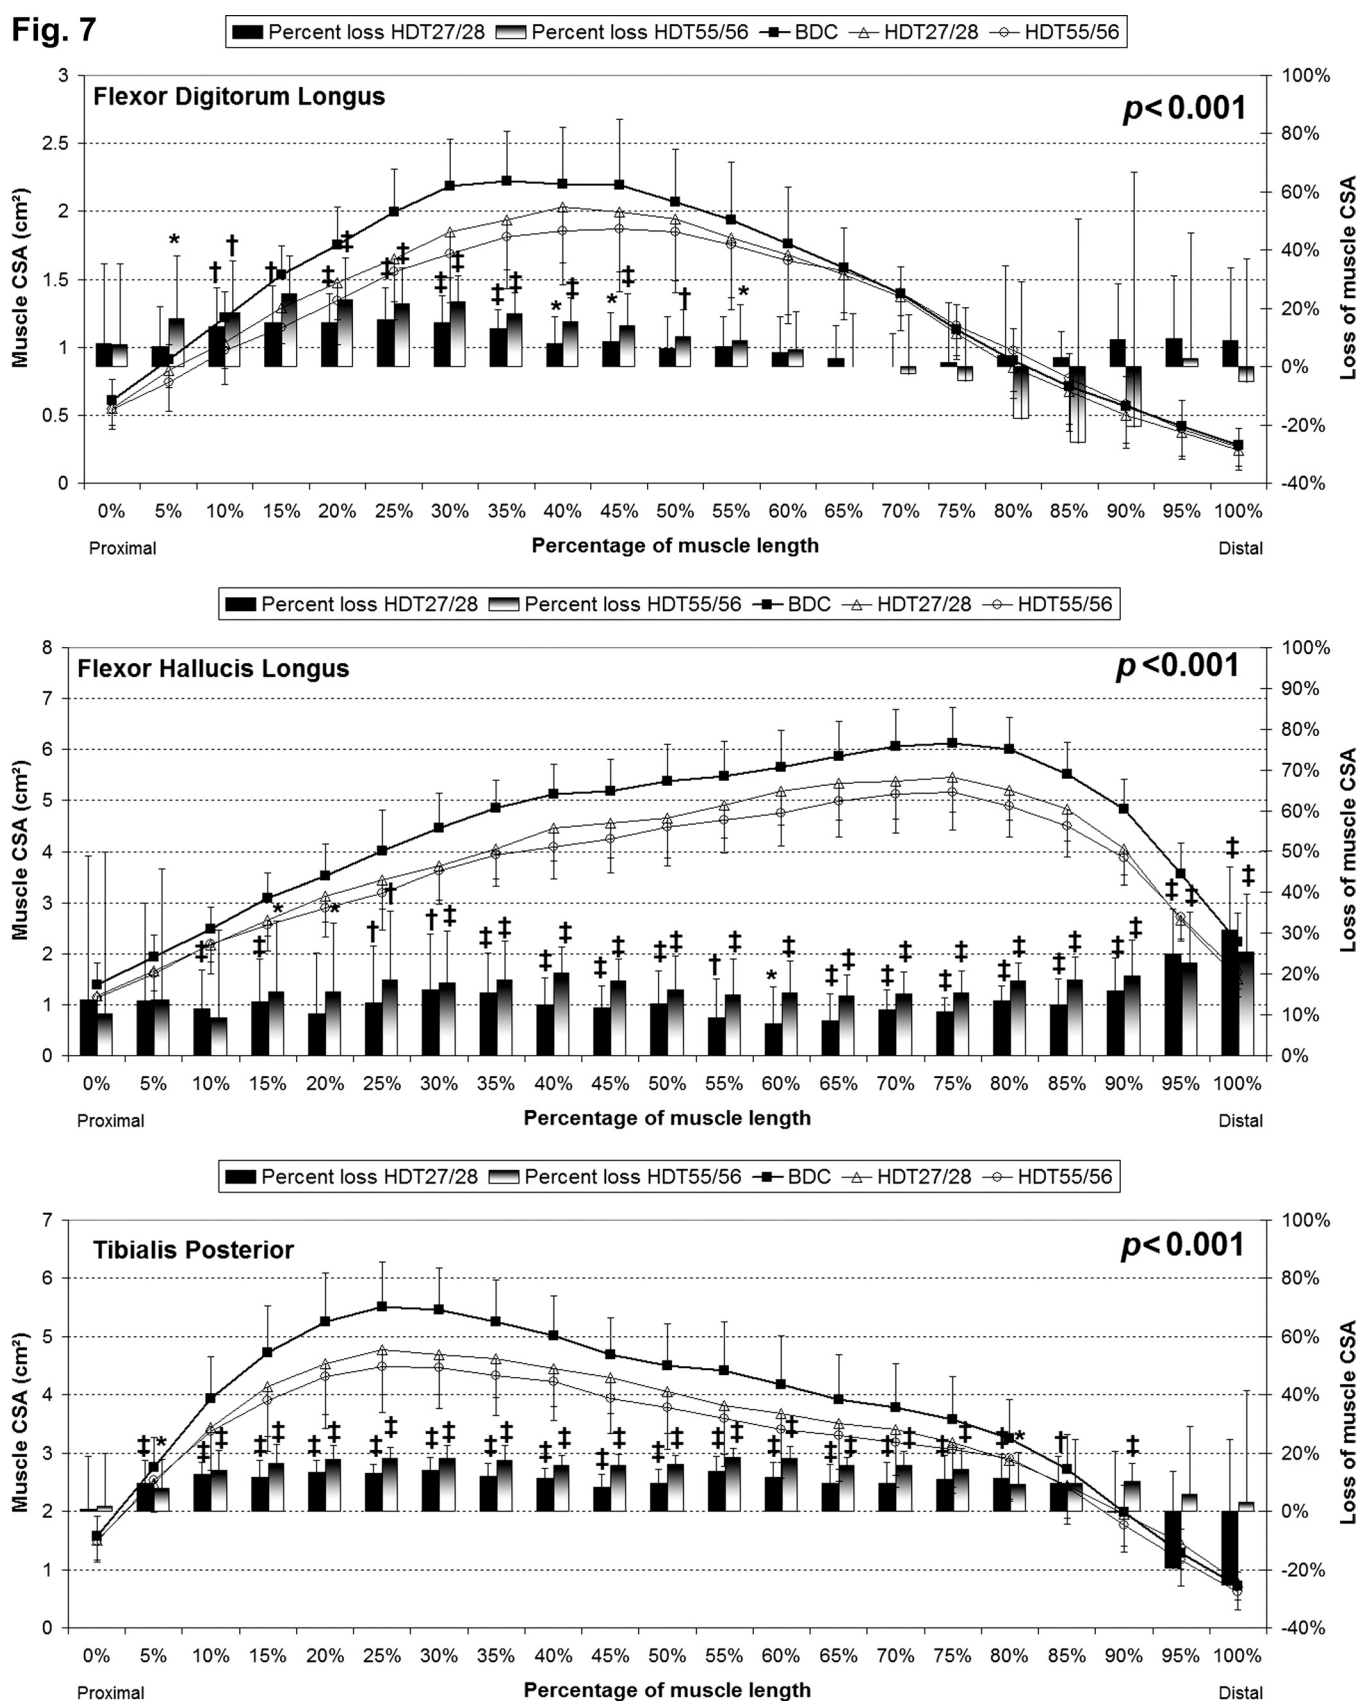 Fig. 7
Percent loss HDT27/28 Percent loss HDT55/56 BDC HDT27/28 HDT55/56
Flexor Digitorum Longus
p< 0.001
Muscle CSA (cm²)
3
2.5
2
1.5
1
0.5
0
100%
80%
60%
40%
20%
0%
-20%
-40%
Loss of muscle CSA
* † † † ‡ ‡ ‡ ‡ ‡ ‡ ‡ ‡ * ‡ * ‡ † *
0% 5% 10% 15% 20% 25% 30% 35% 40% 45% 50% 55% 60% 65% 70% 75% 80% 85% 90% 95% 100%
Proximal Percentage of muscle length Distal
Percent loss HDT27/28 Percent loss HDT55/56 BDC HDT27/28 HDT55/56
Flexor Hallucis Longus
p <0.001
Muscle CSA (cm²)
8
7
6
5
4
3
2
1
0
100%
90%
80%
70%
60%
50%
40%
30%
20%
10%
0%
Loss of muscle CSA
‡ ‡ * * † † † ‡ ‡ ‡ ‡ ‡ ‡ ‡ ‡ ‡ † ‡ * ‡ ‡ ‡ ‡ ‡ ‡ ‡ ‡ ‡ ‡ ‡ ‡ ‡ ‡ ‡ ‡ ‡
0% 5% 10% 15% 20% 25% 30% 35% 40% 45% 50% 55% 60% 65% 70% 75% 80% 85% 90% 95% 100%
Proximal Percentage of muscle length Distal
Percent loss HDT27/28 Percent loss HDT55/56 BDC HDT27/28 HDT55/56
Tibialis Posterior
p< 0.001
Muscle CSA (cm²)
7
6
5
4
3
2
1
0
100%
80%
60%
40%
20%
0%
-20%
-40%
Loss of muscle CSA
‡ * ‡ ‡ ‡ ‡ ‡ ‡ ‡ ‡ ‡ ‡ ‡ ‡ ‡ ‡ ‡ ‡ ‡ ‡ ‡ ‡ ‡ ‡ ‡ ‡ ‡ ‡ ‡ ‡ ‡ * † ‡
0% 5% 10% 15% 20% 25% 30% 35% 40% 45% 50% 55% 60% 65% 70% 75% 80% 85% 90% 95% 100%
Proximal Percentage of muscle length Distal